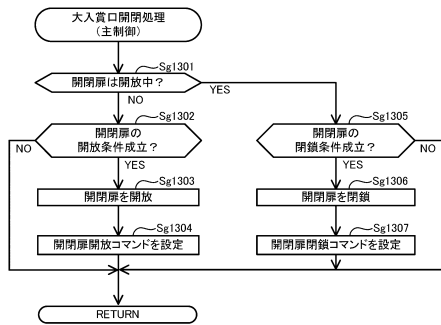 大入賞口開閉処理
(主制御)
Sg1301
開閉扉は開放中？
YES
NO
Sg1302
開閉扉の
開放条件成立？
NO
YES
Sg1305
開閉扉の
閉鎖条件成立？
NO
YES
Sg1303
開閉扉を開放
Sg1306
開閉扉を閉鎖
Sg1304
開閉扉開放コマンドを設定
Sg1307
開閉扉閉鎖コマンドを設定
RETURN